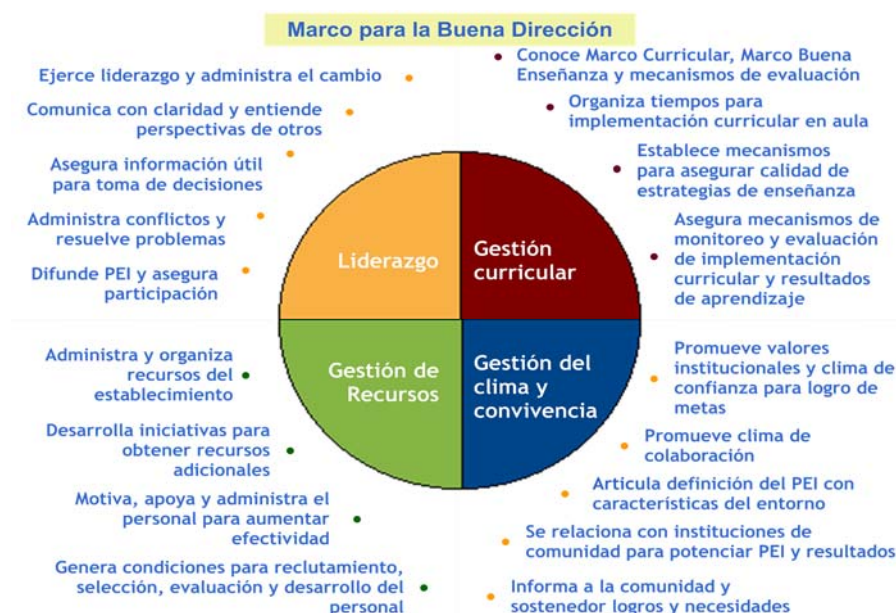 Marco para la Buena Dirección
Ejerce liderazgo y administra el cambio
Comunica con claridad y entiende
perspectivas de otros
Asegura información útil
para toma de decisiones
Administra conflictos y
resuelve problemas
Difunde PEI y asegura
participación
Conoce Marco Curricular, Marco Buena
Enseñanza y mecanismos de evaluación
Organiza tiempos para
implementación curricular en aula
Establece mecanismos
para asegurar calidad de
estrategias de enseñanza
Asegura mecanismos de
monitoreo y evaluación
de implementación
curricular y resultados
de aprendizaje
Liderazgo
Gestión
curricular
Gestión de
Recursos
Gestión del
clima y
convivencia
Administra y organiza
recursos del
establecimiento
Desarrolla iniciativas para
obtener recursos
adicionales
Motiva, apoya y administra el
personal para aumentar
efectividad
Genera condiciones para reclutamiento,
selección, evaluación y desarrollo del
personal
Promueve valores
institucionales y clima de
confianza para logro de
metas
Promueve clima de
colaboración
Articula definición del PEI con
características del entorno
Se relaciona con instituciones de
comunidad para potenciar PEI y resultados
Informa a la comunidad y
sostenedor logros y necesidades